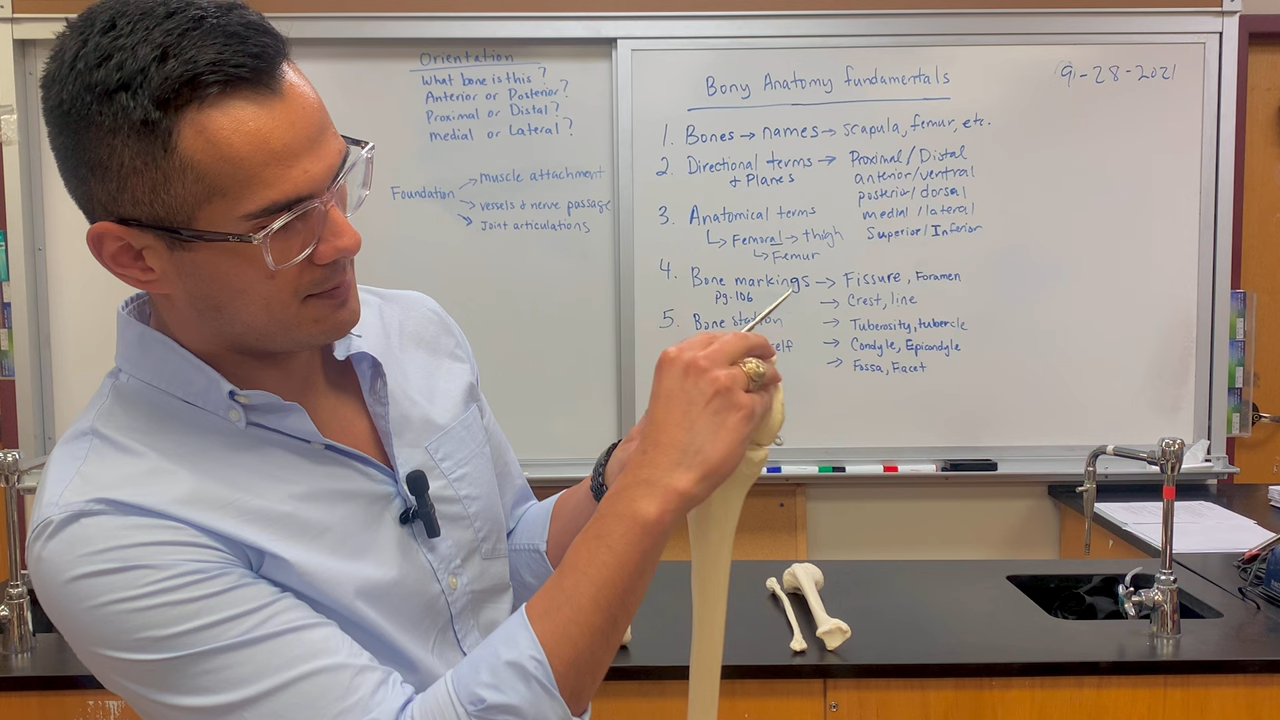 Orientation
What bone is this?
Anterior or Posterior?
Proximal or Distal?
medial or Lateral?
Foundation → muscle attachment
→ vessels & nerve passage
→ Joint articulations
Bony Anatomy fundamentals
9-28-2021
1. Bones → names → scapula, femur, etc.
2. Directional terms → Proximal/Distal
& Planes
anterior/ventral
posterior/dorsal
medial/lateral
Superior/Inferior
3. Anatomical terms
↳ Femoral → thigh
↳ Femur
4. Bone markings → Fissure, Foramen
pg. 106
→ Crest, line
5. Bone station
→ Tuberosity, tubercle
→ Condyle, Epicondyle
→ Fossa, Facet